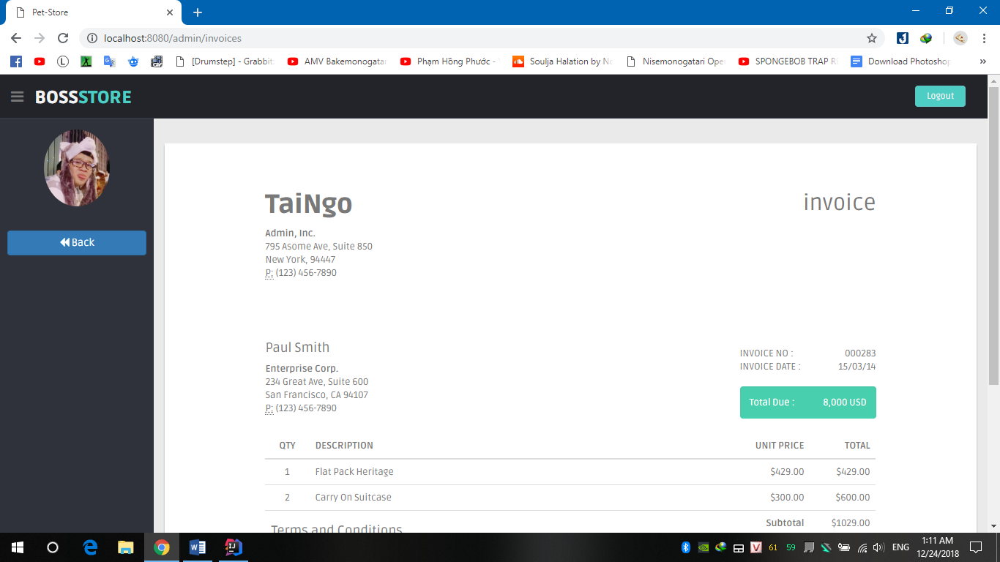 Pet-Store
localhost:8080/admin/invoices
[Drumstep] - Grabbit
AMV Bakemonogatar
Phạm Hồng Phước -
Soulja Halation by No
Nisemonogatari Ope
SPONGEBOB TRAP RE
Download Photoshop
BOSSSTORE
Logout
Back
TaiNgo
invoice
Admin, Inc.
795 Asome Ave, Suite 850
New York, 94447
P: (123) 456-7890
Paul Smith
Enterprise Corp.
234 Great Ave, Suite 600
San Francisco, CA 94107
P: (123) 456-7890
INVOICE NO : 000283
INVOICE DATE : 15/03/14
Total Due : 8,000 USD
QTY DESCRIPTION UNIT PRICE TOTAL
1 Flat Pack Heritage $429.00 $429.00
2 Carry On Suitcase $300.00 $600.00
Subtotal $1029.00
Terms and Conditions
61 59 ENG
1:11 AM
12/24/2018